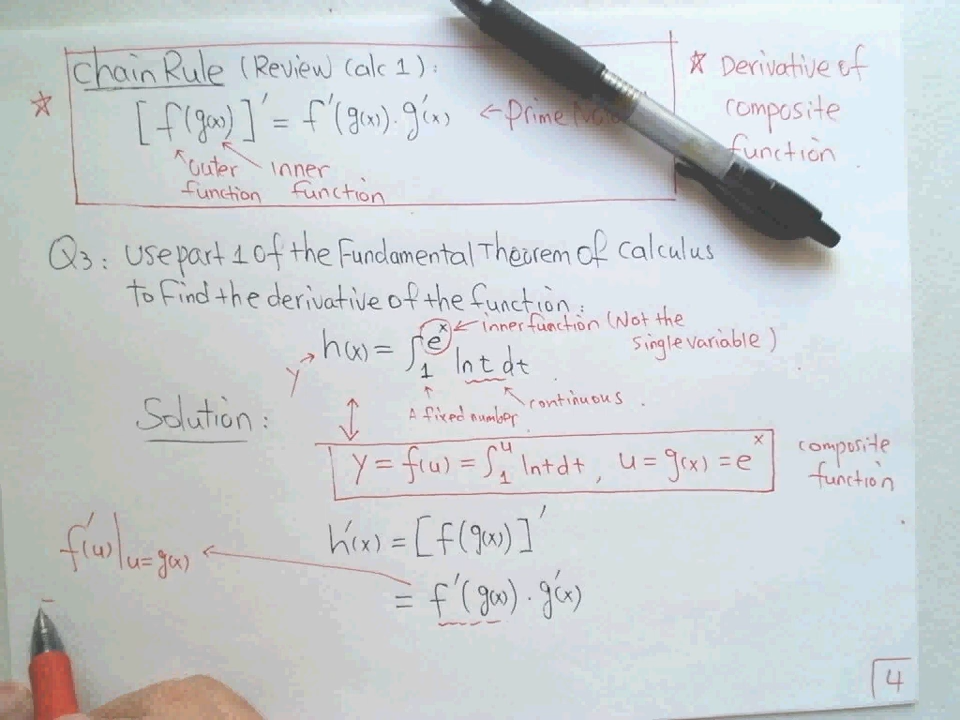 Chain Rule (Review Calc 1):
[f(g(x))]' = f'(g(x)).g'(x) ← Prime
outer inner
function function
☆
☆ Derivative of
composite
function
Q3: Use part 1 of the Fundamental Theorem of Calculus
to find the derivative of the function:
h(x) = ∫₁^(e^x) ln t dt
← inner function (Not the
single variable)
y
A fixed number
continuous
Solution:
y = f(u) = ∫₁^u ln t dt, u = g(x) = e^x
composite
function
h'(x) = [f(g(x))]'
= f'(g(x)) . g'(x)
f'(u)|u=g(x)
4